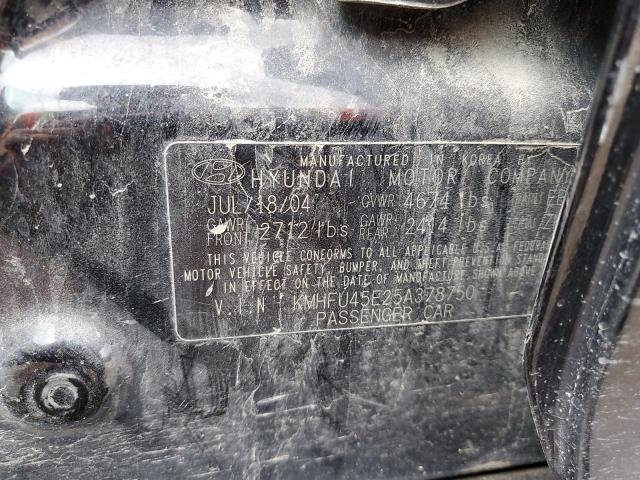 MANUFACTURED IN KOREA BY
HYUNDAI MOTOR COMPANY
JUL/18/04 GVWR 4674 lbs
GAWR FRONT 2712 lbs GAWR REAR 2414 lbs
THIS VEHICLE CONFORMS TO ALL APPLICABLE U.S.A. FEDERAL
MOTOR VEHICLE SAFETY, BUMPER, AND THEFT PREVENTION STANDARDS
IN EFFECT ON THE DATE OF MANUFACTURE SHOWN ABOVE
V.I.N KMHFU45E25A378750
PASSENGER CAR